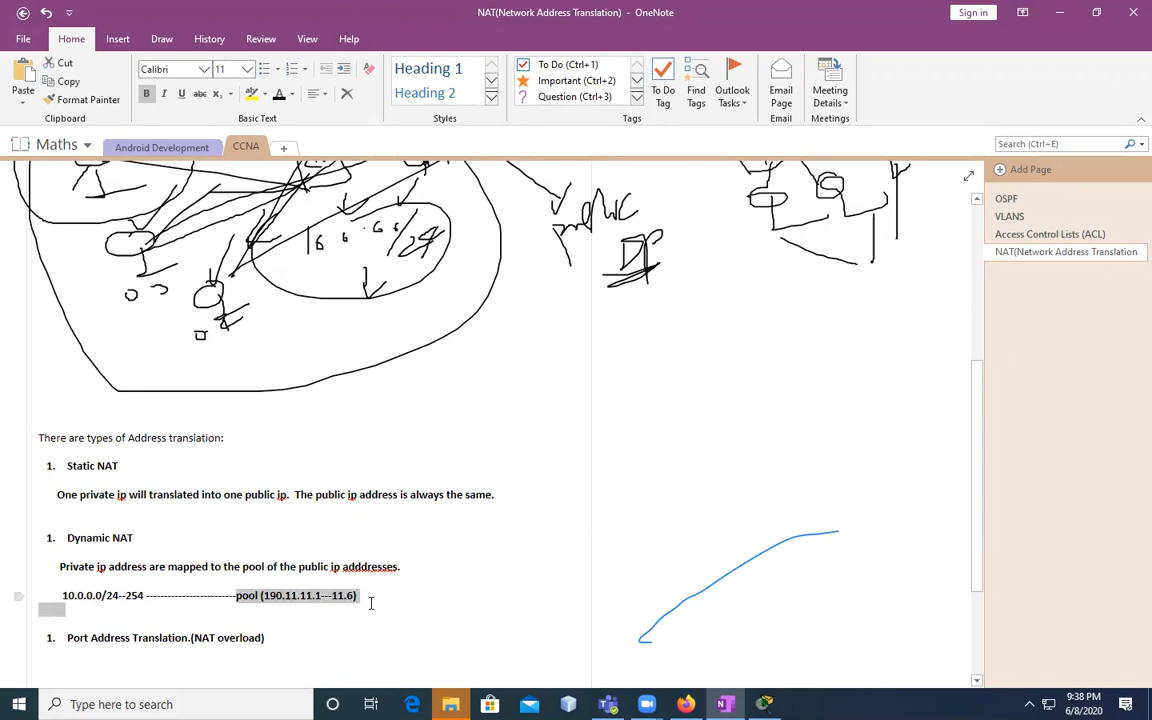 NAT(Network Address Translation) - OneNote
Sign in
File Home Insert Draw History Review View Help
Paste
Cut
Copy
Format Painter
Clipboard
Calibri 11
B I U abc x₂ A
Basic Text
Heading 1
Heading 2
Styles
To Do (Ctrl+1)
Important (Ctrl+2)
Question (Ctrl+3)
To Do Tag
Find Tags
Outlook Tasks
Tags
Email Page
Email
Meeting Details
Meetings
Maths
Android Development
CCNA
Search (Ctrl+E)
Add Page
OSPF
VLANS
Access Control Lists (ACL)
NAT(Network Address Translation
public
IP
/24
There are types of Address translation:
1. Static NAT
One private ip will translated into one public ip. The public ip address is always the same.
1. Dynamic NAT
Private ip address are mapped to the pool of the public ip adddresses.
10.0.0.0/24--254 -------------------------pool (190.11.11.1---11.6)
1. Port Address Translation.(NAT overload)
Type here to search
9:38 PM
6/8/2020